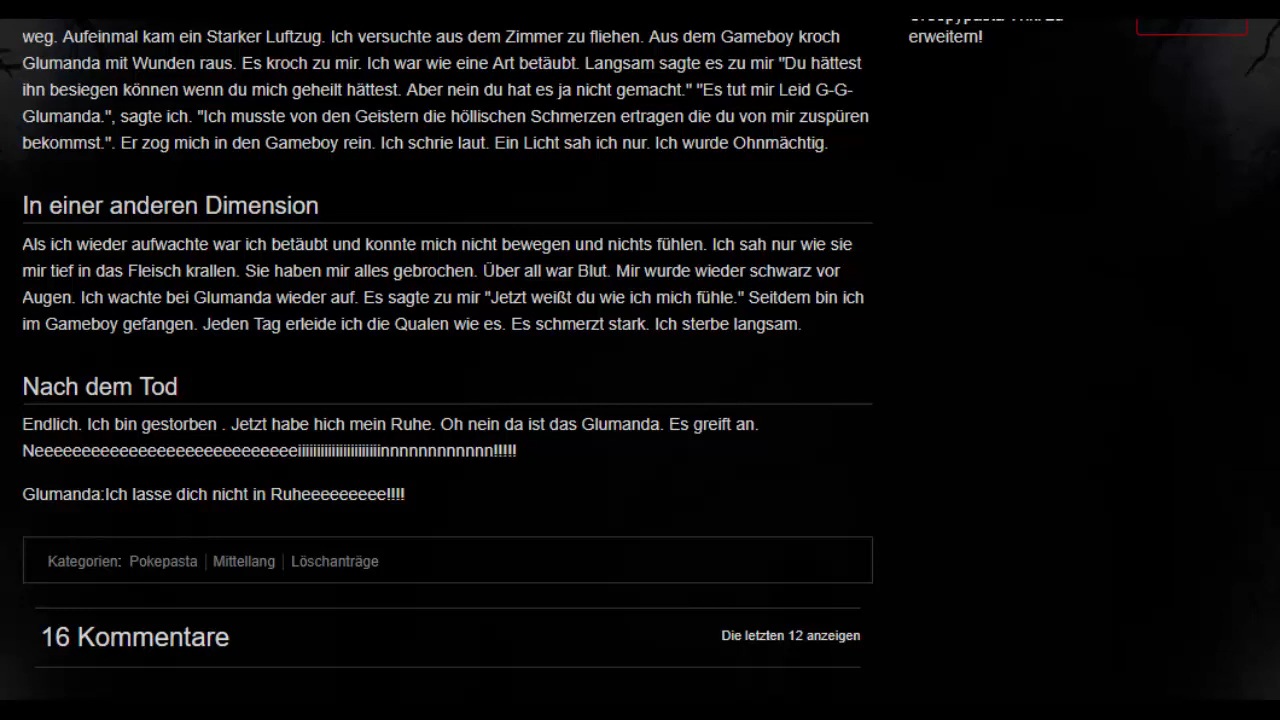 weg. Aufeinmal kam ein Starker Luftzug. Ich versuchte aus dem Zimmer zu fliehen. Aus dem Gameboy kroch
Glumanda mit Wunden raus. Es kroch zu mir. Ich war wie eine Art betäubt. Langsam sagte es zu mir "Du hättest
ihn besiegen können wenn du mich geheilt hättest. Aber nein du hat es ja nicht gemacht." "Es tut mir Leid G-G-
Glumanda.", sagte ich. "Ich musste von den Geistern die höllischen Schmerzen ertragen die du von mir zuspüren
bekommst.". Er zog mich in den Gameboy rein. Ich schrie laut. Ein Licht sah ich nur. Ich wurde Ohnmächtig.
erweitern!
In einer anderen Dimension
Als ich wieder aufwachte war ich betäubt und konnte mich nicht bewegen und nichts fühlen. Ich sah nur wie sie
mir tief in das Fleisch krallen. Sie haben mir alles gebrochen. Über all war Blut. Mir wurde wieder schwarz vor
Augen. Ich wachte bei Glumanda wieder auf. Es sagte zu mir "Jetzt weißt du wie ich mich fühle." Seitdem bin ich
im Gameboy gefangen. Jeden Tag erleide ich die Qualen wie es. Es schmerzt stark. Ich sterbe langsam.
Nach dem Tod
Endlich. Ich bin gestorben . Jetzt habe hich mein Ruhe. Oh nein da ist das Glumanda. Es greift an.
Neeeeeeeeeeeeeeeeeeeeeeeeeeeeiiiiiiiiiiiiiiiiiiiiiinnnnnnnnnnnn!!!!!
Glumanda:Ich lasse dich nicht in Ruheeeeeeeee!!!!
Kategorien: Pokepasta Mittellang Löschanträge
16 Kommentare
Die letzten 12 anzeigen